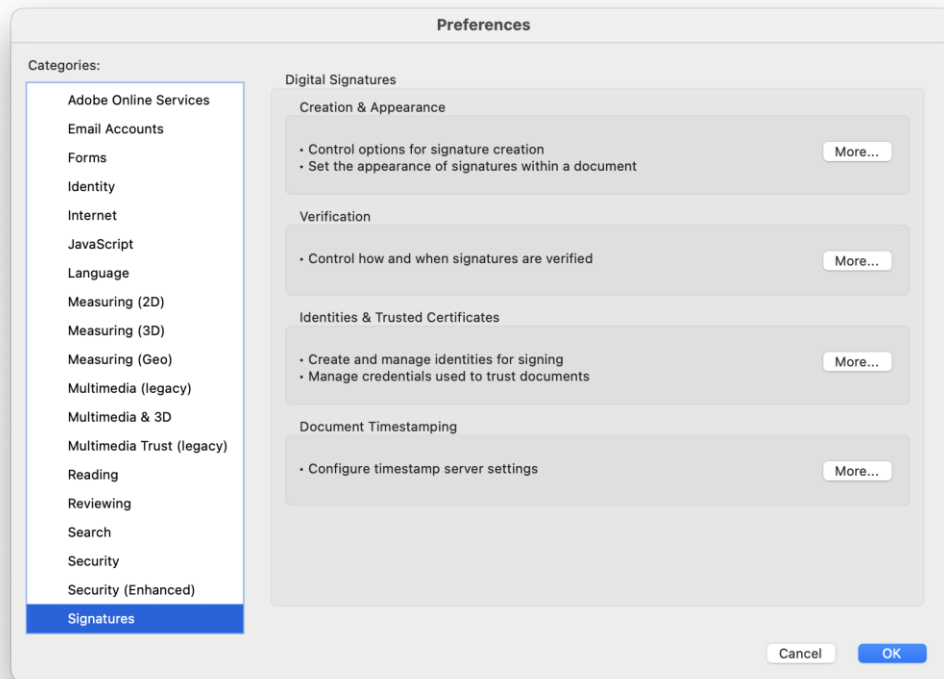 Preferences
Categories:
Adobe Online Services
Email Accounts
Forms
Identity
Internet
JavaScript
Language
Measuring (2D)
Measuring (3D)
Measuring (Geo)
Multimedia (legacy)
Multimedia & 3D
Multimedia Trust (legacy)
Reading
Reviewing
Search
Security
Security (Enhanced)
Signatures
Digital Signatures
Creation & Appearance
• Control options for signature creation
• Set the appearance of signatures within a document
More...
Verification
• Control how and when signatures are verified
More...
Identities & Trusted Certificates
• Create and manage identities for signing
• Manage credentials used to trust documents
More...
Document Timestamping
• Configure timestamp server settings
More...
Cancel
OK